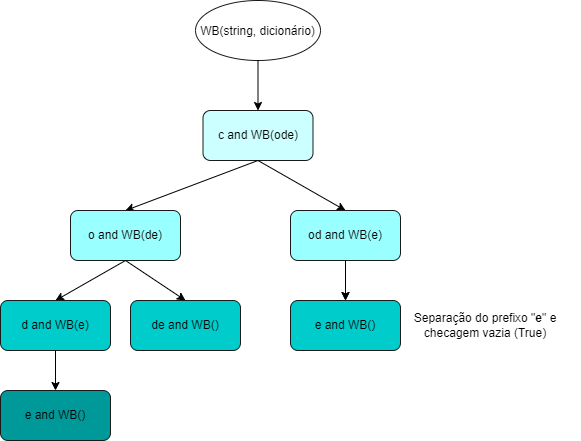 WB(string, dicionário)
c and WB(ode)
o and WB(de)
od and WB(e)
d and WB(e)
de and WB()
e and WB()
Separação do prefixo "e" e
checagem vazia (True)
e and WB()